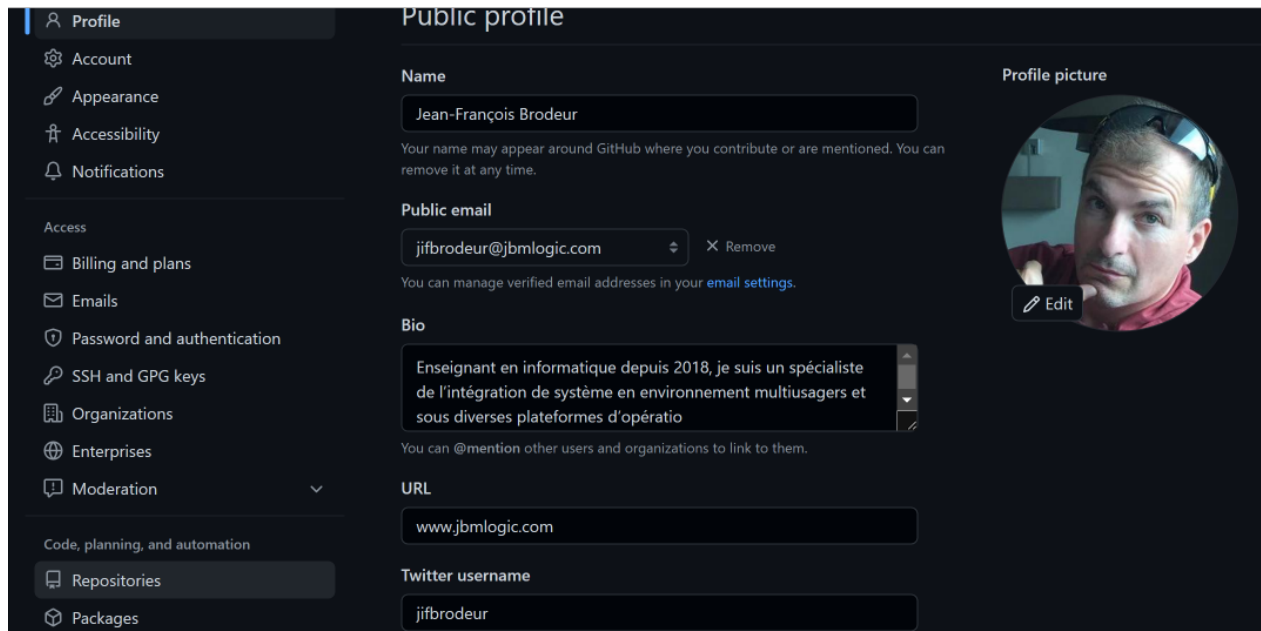 Profile
Account
Appearance
Accessibility
Notifications
Access
Billing and plans
Emails
Password and authentication
SSH and GPG keys
Organizations
Enterprises
Moderation
Code, planning, and automation
Repositories
Packages
Public profile
Name
Jean-François Brodeur
Your name may appear around GitHub where you contribute or are mentioned. You can
remove it at any time.
Public email
jifbrodeur@jbmlogic.com
Remove
You can manage verified email addresses in your email settings.
Bio
Enseignant en informatique depuis 2018, je suis un spécialiste
de l’intégration de système en environnement multiusagers et
sous diverses plateformes d’opératio
You can @mention other users and organizations to link to them.
URL
www.jbmlogic.com
Twitter username
jifbrodeur
Profile picture
Edit